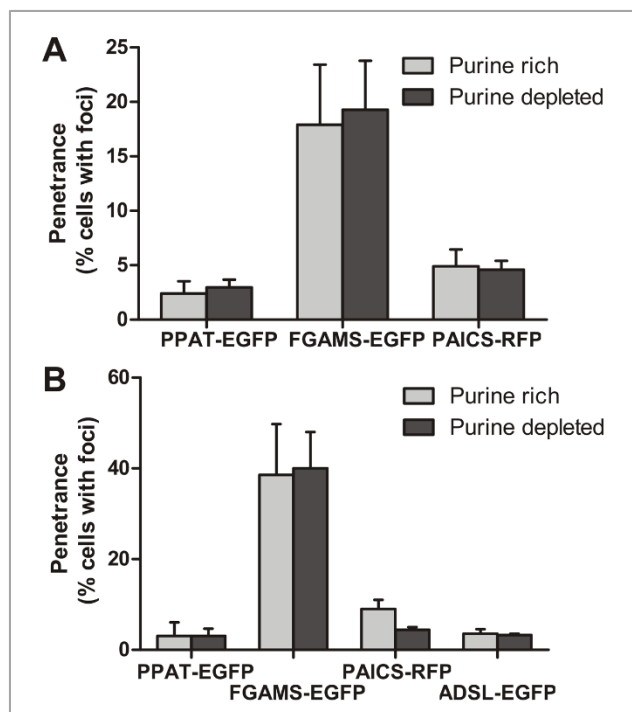 A
25
20
15
10
5
0
Penetrance
(% cells with foci)
Purine rich
Purine depleted
PPAT-EGFP FGAMS-EGFP PAICS-RFP
B
60
40
20
0
Penetrance
(% cells with foci)
Purine rich
Purine depleted
PPAT-EGFP PAICS-RFP
FGAMS-EGFP ADSL-EGFP